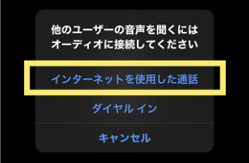 他のユーザーの音声を聞くには
オーディオに接続してください
インターネットを使用した通話
ダイヤル イン
キャンセル